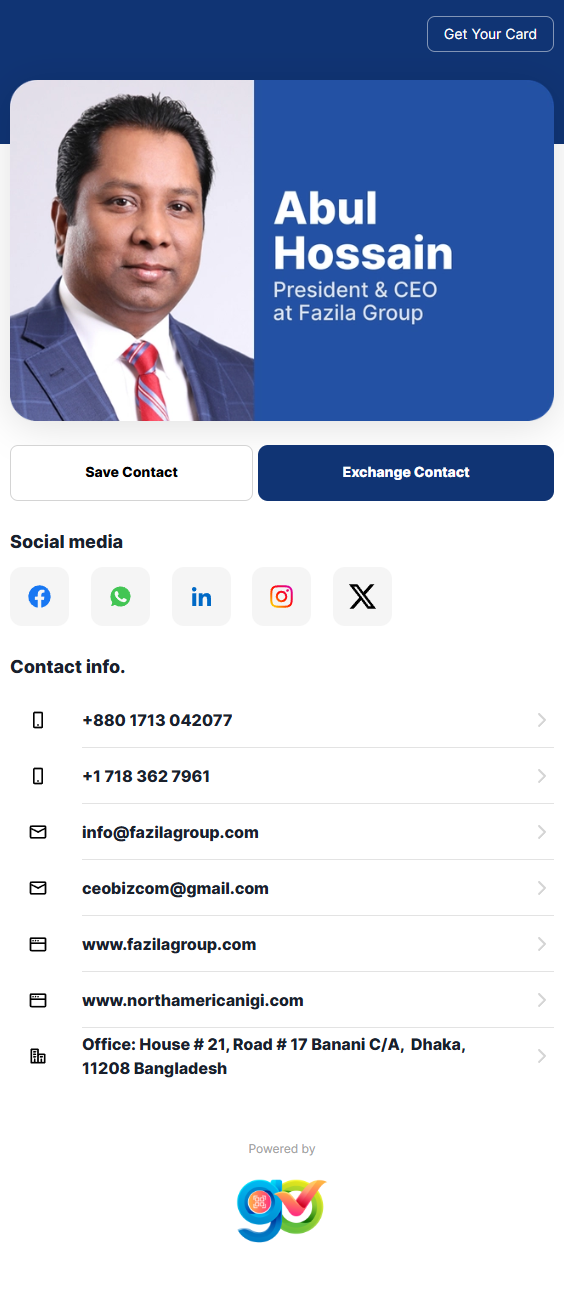 Get Your Card
Abul
Hossain
President & CEO
at Fazila Group
Save Contact
Exchange Contact
Social media
in
Contact info.
+880 1713 042077
+1 718 362 7961
info@fazilagroup.com
ceobizcom@gmail.com
www.fazilagroup.com
www.northamericanigi.com
Office: House # 21, Road # 17 Banani C/A,  Dhaka,
11208 Bangladesh
Powered by
go